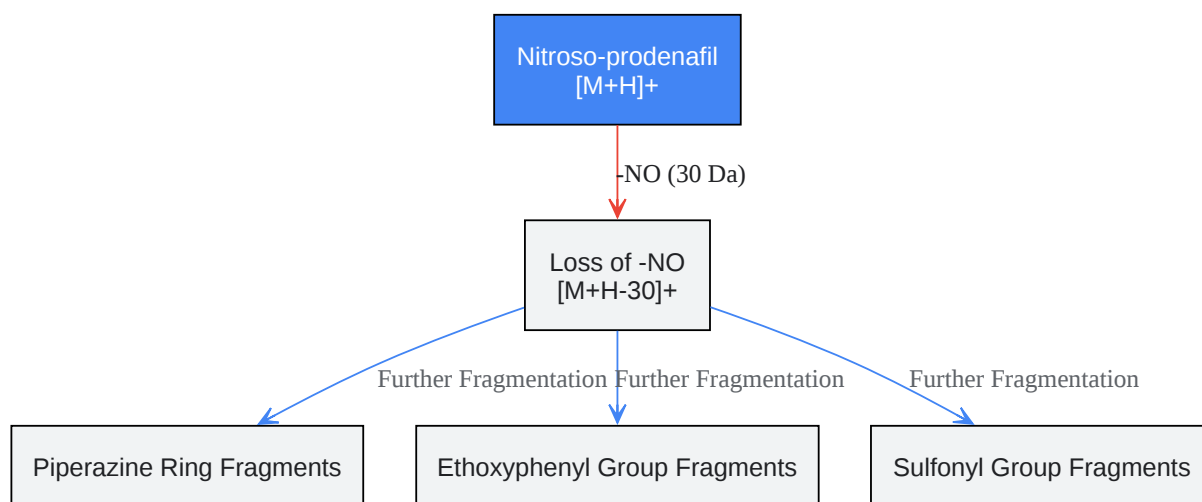 Nitroso-prodenafil
[M+H]+
-NO (30 Da)
Loss of -NO
[M+H-30]+
Further Fragmentation
Further Fragmentation
Further Fragmentation
Piperazine Ring Fragments
Ethoxyphenyl Group Fragments
Sulfonyl Group Fragments